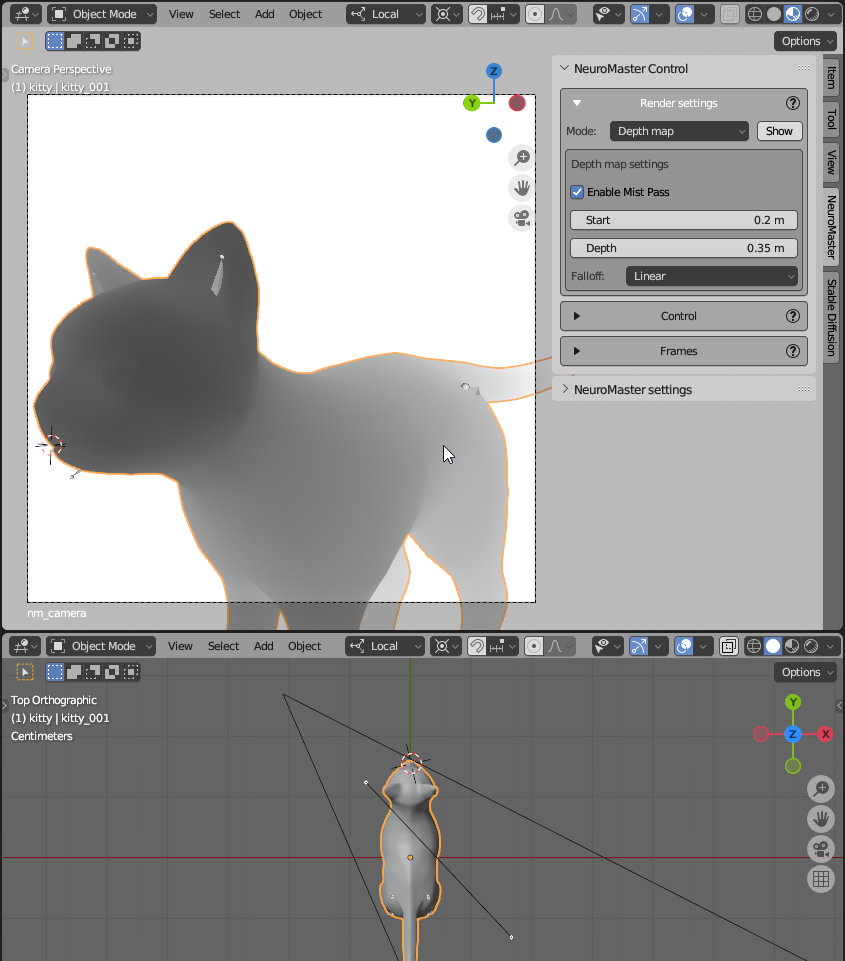 Object Mode View Select Add Object Local
Options
Camera Perspective
(1) kitty | kitty_001
Z
Y
NeuroMaster Control
Render settings ?
Mode: Depth map Show
Depth map settings
Enable Mist Pass
Start 0.2 m
Depth 0.35 m
Falloff: Linear
Control ?
Frames ?
NeuroMaster settings
Item
Tool
View
NeuroMaster
Stable Diffusion
nm_camera
Object Mode View Select Add Object Local
Options
Top Orthographic
(1) kitty | kitty_001
Centimeters
Y
Z X